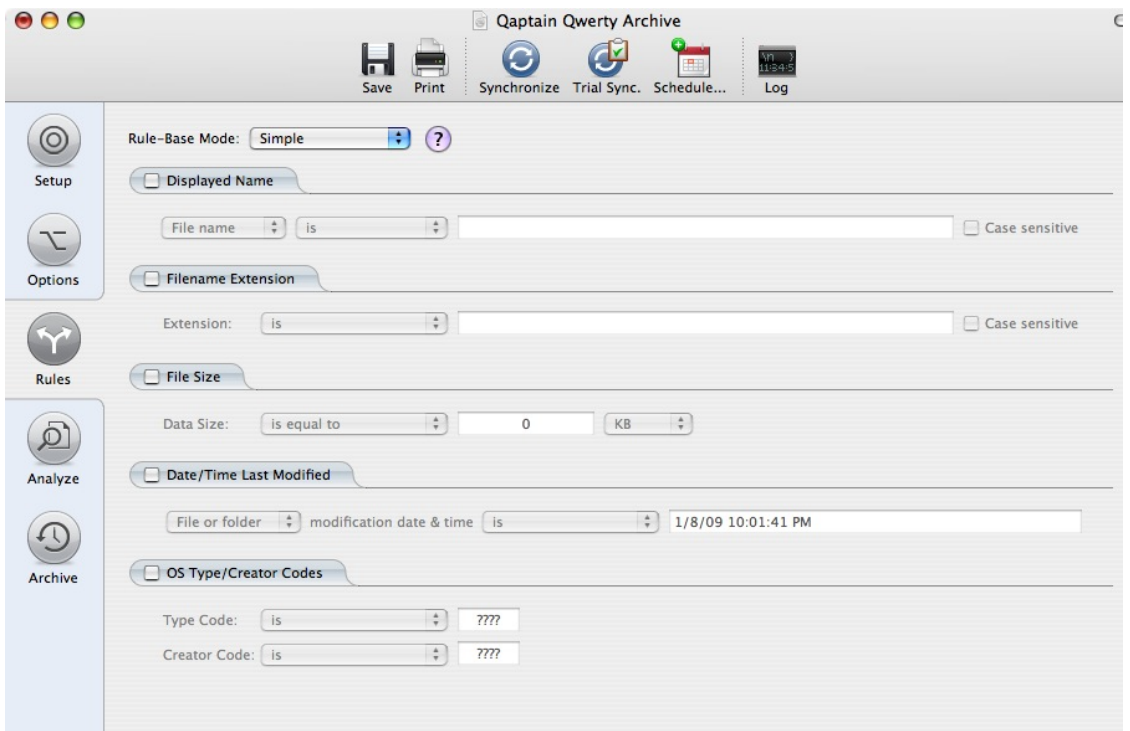 Qaptain Qwerty Archive
Save Print Synchronize Trial Sync. Schedule... Log
\n }
11:34:5
Setup
Options
Rules
Analyze
Archive
Rule-Base Mode: Simple ?
Displayed Name
File name is Case sensitive
Filename Extension
Extension: is Case sensitive
File Size
Data Size: is equal to 0 KB
Date/Time Last Modified
File or folder modification date & time is 1/8/09 10:01:41 PM
OS Type/Creator Codes
Type Code: is ????
Creator Code: is ????